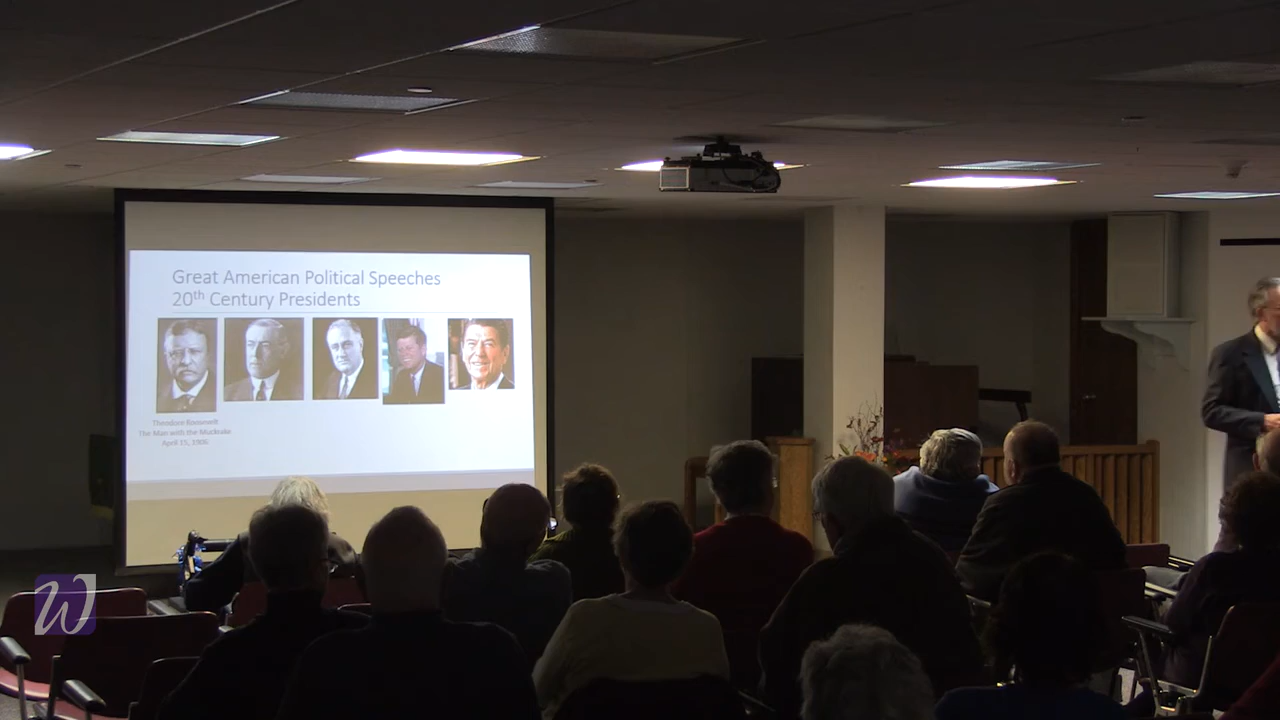 Great American Political Speeches
20th Century Presidents
Theodore Roosevelt
The Man with the Muckrake
April 15, 1906
W